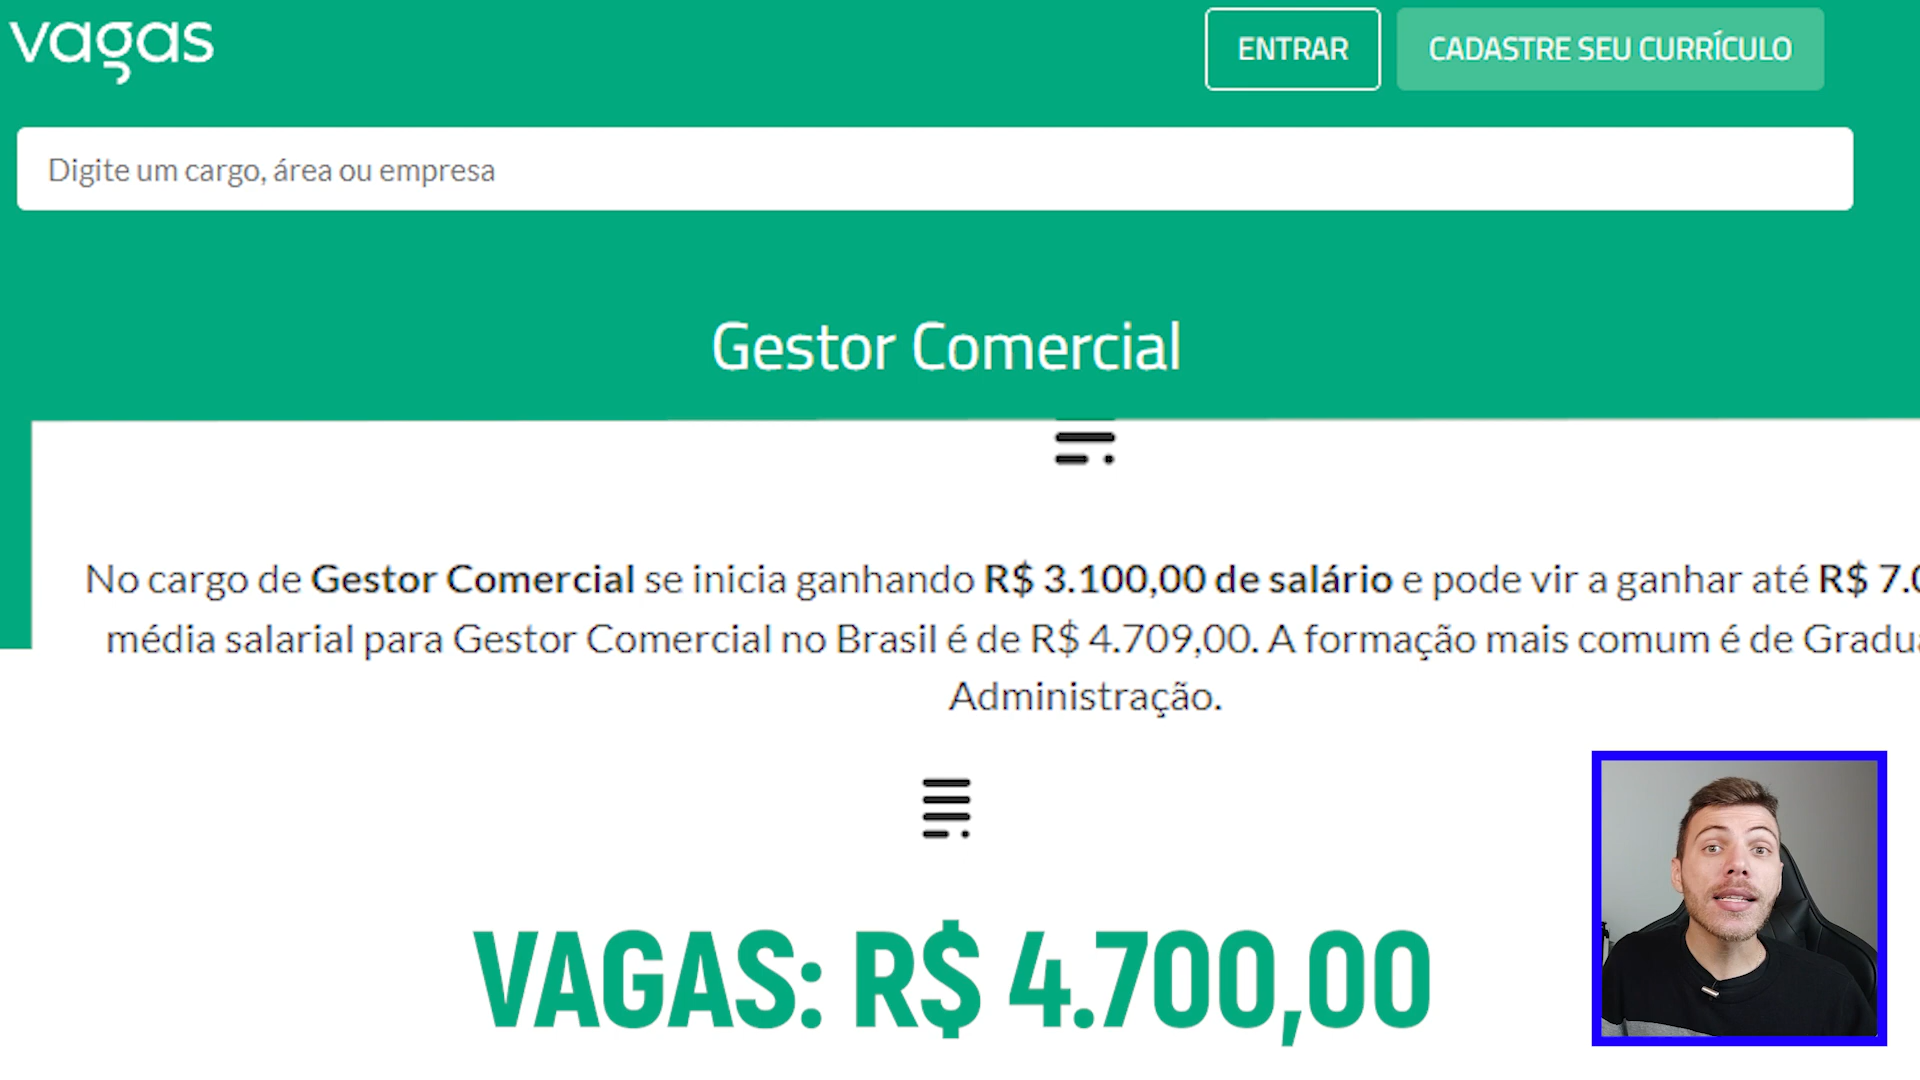 vagas
ENTRAR
CADASTRE SEU CURRÍCULO
Digite um cargo, área ou empresa
Gestor Comercial
No cargo de Gestor Comercial se inicia ganhando R$ 3.100,00 de salário e pode vir a ganhar até R$
média salarial para Gestor Comercial no Brasil é de R$ 4.709,00. A formação mais comum é de
Administração.
VAGAS: R$ 4.700,00